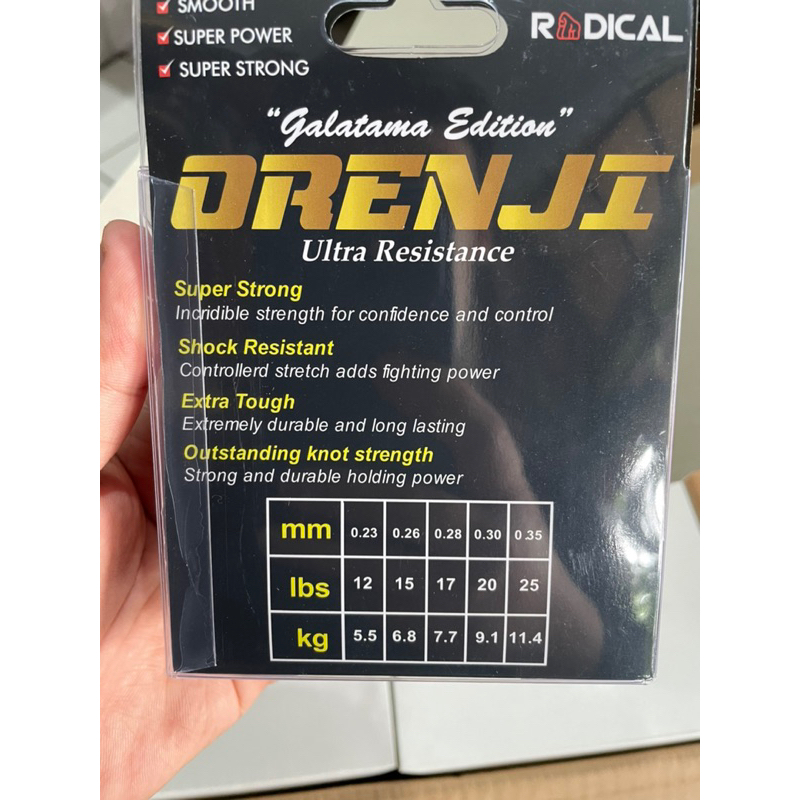 SMOOTH
SUPER POWER
SUPER STRONG
RADICAL
"Galatama Edition"
ORENJI
Ultra Resistance
Super Strong
Incridible strength for confidence and control
Shock Resistant
Controllerd stretch adds fighting power
Extra Tough
Extremely durable and long lasting
Outstanding knot strength
Strong and durable holding power
mm 0.23 0.26 0.28 0.30 0.35
lbs 12 15 17 20 25
kg 5.5 6.8 7.7 9.1 11.4